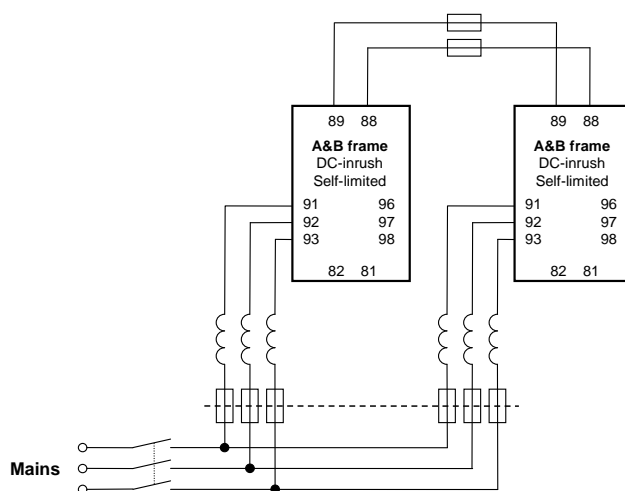 89 88
89 88
A&B frame
DC-inrush
Self-limited
A&B frame
DC-inrush
Self-limited
91 96
92 97
93 98
91 96
92 97
93 98
82 81
82 81
Mains